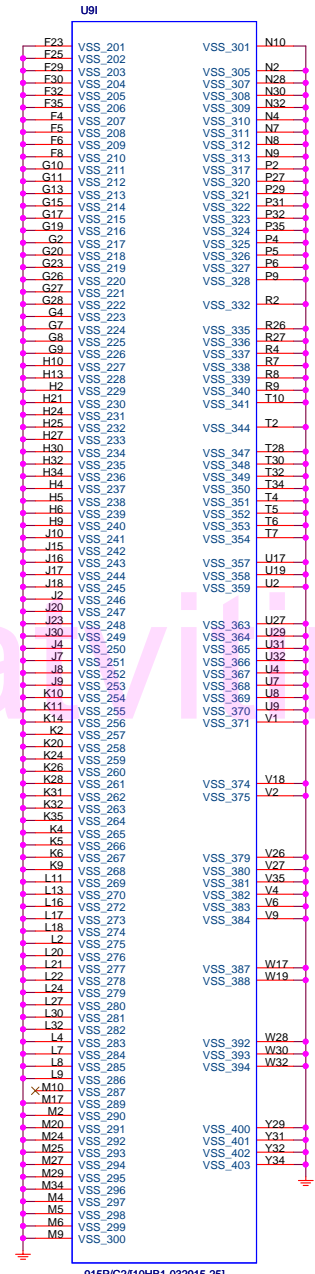 U9I
F23 VSS_201
F25 VSS_202
F29 VSS_203
F30 VSS_204
F32 VSS_205
F35 VSS_206
F4 VSS_207
F5 VSS_208
F6 VSS_209
F8 VSS_210
G10 VSS_211
G11 VSS_212
G13 VSS_213
G15 VSS_214
G17 VSS_215
G19 VSS_216
G2 VSS_217
G20 VSS_218
G23 VSS_219
G26 VSS_220
G27 VSS_221
G28 VSS_222
G4 VSS_223
G7 VSS_224
G8 VSS_225
G9 VSS_226
H10 VSS_227
H13 VSS_228
H2 VSS_229
H21 VSS_230
H24 VSS_231
H25 VSS_232
H27 VSS_233
H30 VSS_234
H32 VSS_235
H34 VSS_236
H4 VSS_237
H5 VSS_238
H6 VSS_239
H9 VSS_240
J10 VSS_241
J15 VSS_242
J16 VSS_243
J17 VSS_244
J18 VSS_245
J2 VSS_246
J20 VSS_247
J23 VSS_248
J30 VSS_249
J4 VSS_250
J7 VSS_251
J8 VSS_252
J9 VSS_253
K10 VSS_254
K11 VSS_255
K14 VSS_256
K2 VSS_257
K20 VSS_258
K24 VSS_259
K26 VSS_260
K28 VSS_261
K31 VSS_262
K32 VSS_263
K35 VSS_264
K4 VSS_265
K5 VSS_266
K6 VSS_267
K9 VSS_268
L11 VSS_269
L13 VSS_270
L16 VSS_272
L17 VSS_273
L18 VSS_274
L2 VSS_275
L20 VSS_276
L21 VSS_277
L22 VSS_278
L24 VSS_279
L27 VSS_280
L30 VSS_281
L32 VSS_282
L4 VSS_283
L7 VSS_284
L8 VSS_285
L9 VSS_286
M10 VSS_287
M17 VSS_289
M2 VSS_290
M20 VSS_291
M24 VSS_292
M25 VSS_293
M27 VSS_294
M29 VSS_295
M34 VSS_296
M4 VSS_297
M5 VSS_298
M6 VSS_299
M9 VSS_300
VSS_301 N10
VSS_305 N2
VSS_307 N28
VSS_308 N30
VSS_309 N32
VSS_310 N4
VSS_311 N7
VSS_312 N8
VSS_313 N9
VSS_317 P2
VSS_320 P27
VSS_321 P29
VSS_322 P31
VSS_323 P32
VSS_324 P35
VSS_325 P4
VSS_326 P5
VSS_327 P6
VSS_328 P9
VSS_332 R2
VSS_335 R26
VSS_336 R27
VSS_337 R4
VSS_338 R7
VSS_339 R8
VSS_340 R9
VSS_341 T10
VSS_344 T2
VSS_347 T28
VSS_348 T30
VSS_349 T32
VSS_350 T34
VSS_351 T4
VSS_352 T5
VSS_353 T6
VSS_354 T7
VSS_357 U17
VSS_358 U19
VSS_359 U2
VSS_363 U27
VSS_364 U29
VSS_365 U31
VSS_366 U32
VSS_367 U4
VSS_368 U7
VSS_369 U8
VSS_370 U9
VSS_371 V1
VSS_374 V18
VSS_375 V2
VSS_379 V26
VSS_380 V27
VSS_381 V35
VSS_382 V4
VSS_383 V6
VSS_384 V9
VSS_387 W17
VSS_388 W19
VSS_392 W28
VSS_393 W30
VSS_394 W32
VSS_400 Y29
VSS_401 Y31
VSS_402 Y32
VSS_403 Y34